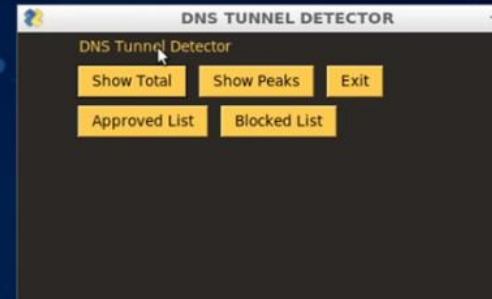 DNS TUNNEL DETECTOR
DNS Tunnel Detector
Show Total Show Peaks Exit
Approved List Blocked List